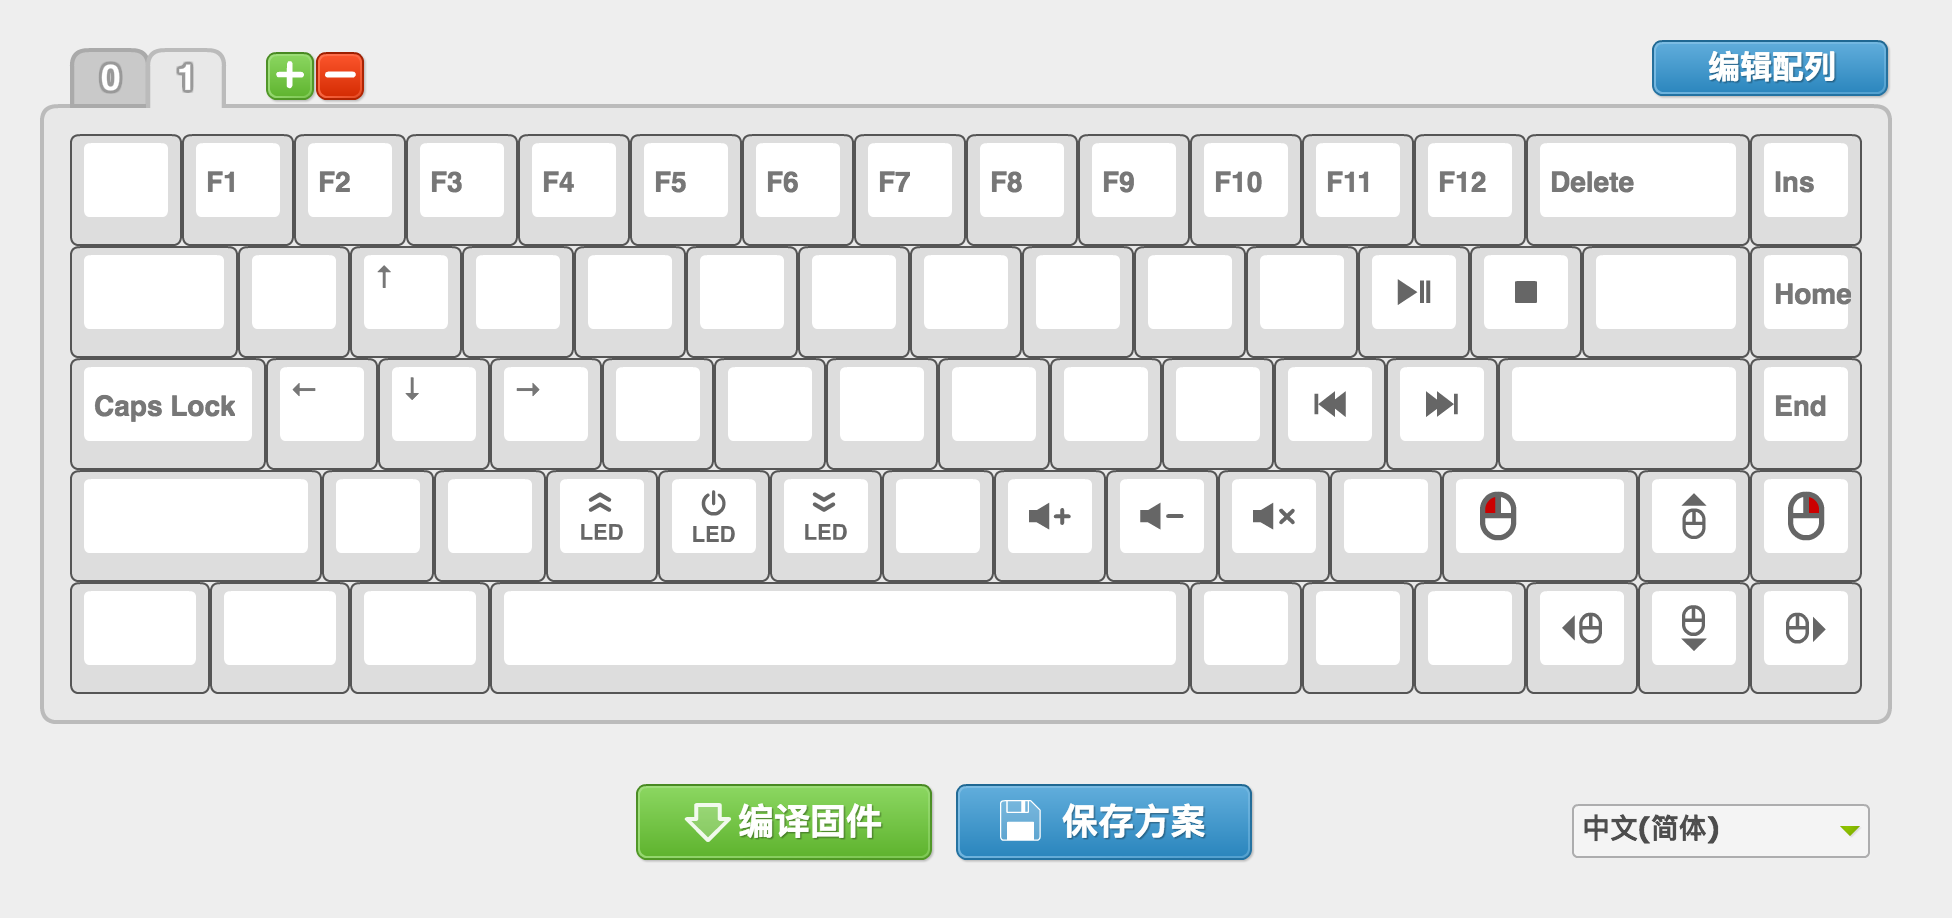 0 1 编辑配列
F1 F2 F3 F4 F5 F6 F7 F8 F9 F10 F11 F12 Delete Ins
↑ Home
Caps Lock ← ↓ → End
LED LED LED
编译固件 保存方案 中文(简体)